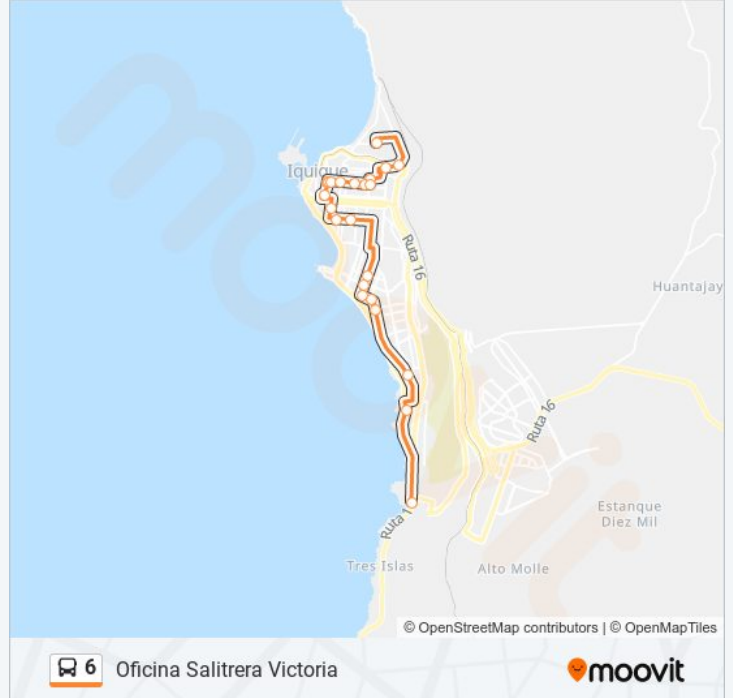 Iquique
Ruta 16
Huantajay
Ruta 16
Estanque
Diez Mil
Ruta 1
Tres Islas
Alto Molle
© OpenStreetMap contributors | © OpenMapTiles
6 Oficina Salitrera Victoria
moovit